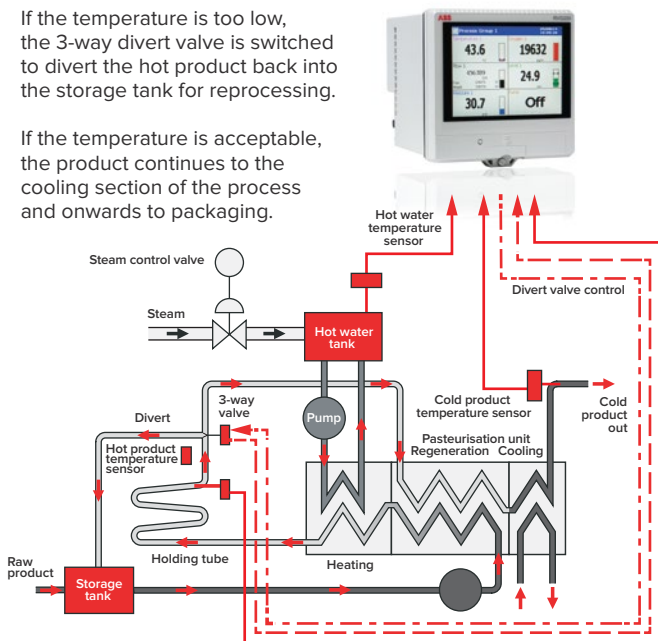 If the temperature is too low,
the 3-way divert valve is switched
to divert the hot product back into
the storage tank for reprocessing.
If the temperature is acceptable,
the product continues to the
cooling section of the process
and onwards to packaging.
ABB
Process Group 1
43.6
19632
24.9
30.7
Off
Hot water
temperature
sensor
Steam control valve
Divert valve control
Steam
Hot water
tank
3-way
valve
Divert
Pump
Cold product
temperature sensor
Cold
product
out
Hot product
temperature
sensor
Pasteurisation unit
Regeneration Cooling
Raw
product
Holding tube
Heating
Storage
tank